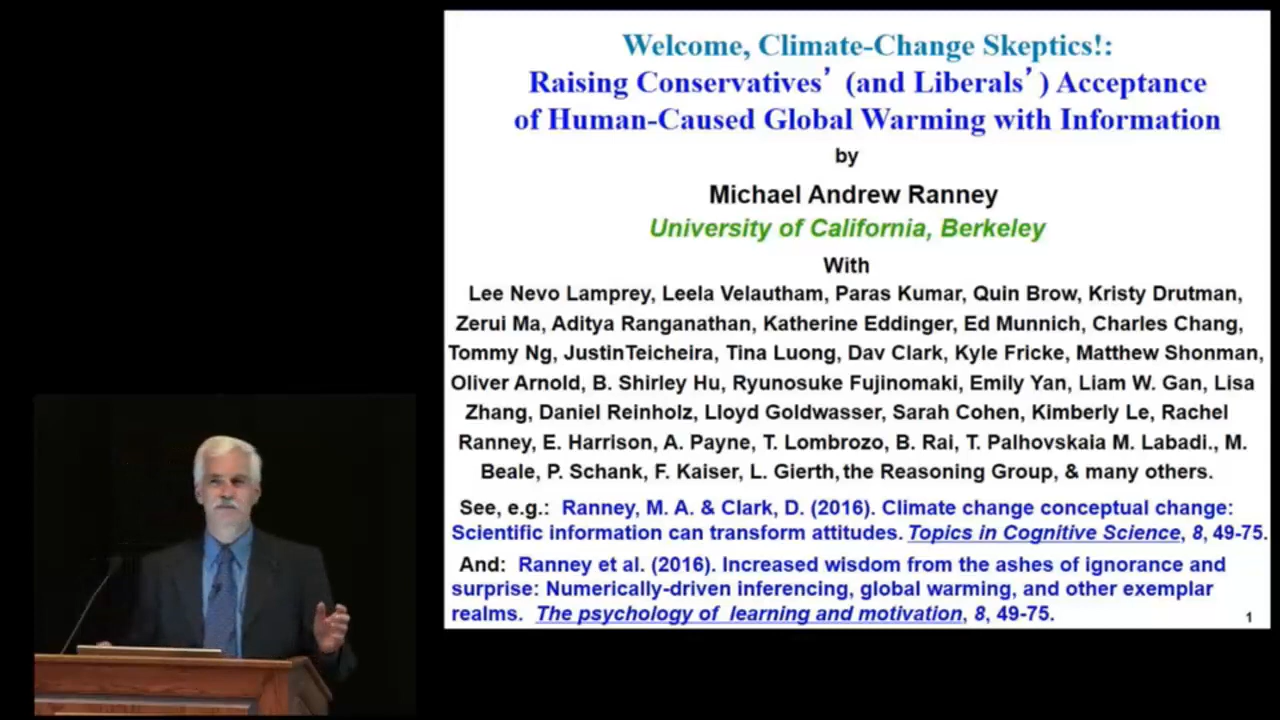 Welcome, Climate-Change Skeptics!:
Raising Conservatives’ (and Liberals’) Acceptance
of Human-Caused Global Warming with Information
by
Michael Andrew Ranney
University of California, Berkeley
With
Lee Nevo Lamprey, Leela Velautham, Paras Kumar, Quin Brow, Kristy Drutman,
Zerui Ma, Aditya Ranganathan, Katherine Eddinger, Ed Munnich, Charles Chang,
Tommy Ng, JustinTeicheira, Tina Luong, Dav Clark, Kyle Fricke, Matthew Shonman,
Oliver Arnold, B. Shirley Hu, Ryunosuke Fujinomaki, Emily Yan, Liam W. Gan, Lisa
Zhang, Daniel Reinholz, Lloyd Goldwasser, Sarah Cohen, Kimberly Le, Rachel
Ranney, E. Harrison, A. Payne, T. Lombrozo, B. Rai, T. Palhovskaia M. Labadi., M.
Beale, P. Schank, F. Kaiser, L. Gierth, the Reasoning Group, & many others.
See, e.g.: Ranney, M. A. & Clark, D. (2016). Climate change conceptual change:
Scientific information can transform attitudes. Topics in Cognitive Science, 8, 49-75.
And: Ranney et al. (2016). Increased wisdom from the ashes of ignorance and
surprise: Numerically-driven inferencing, global warming, and other exemplar
realms. The psychology of learning and motivation, 8, 49-75.
1